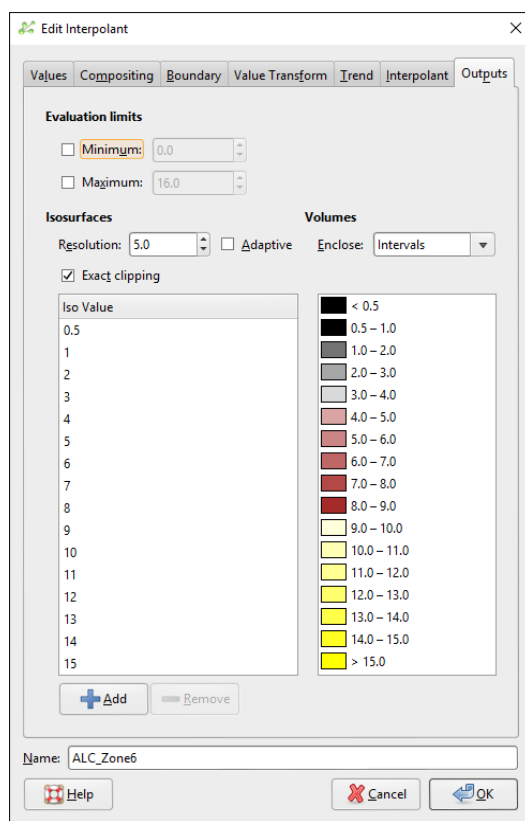 Edit Interpolant
Values Compositing Boundary Value Transform Trend Interpolant Outputs
Evaluation limits
Minimum: 0.0
Maximum: 16.0
Isosurfaces Volumes
Resolution: 5.0 Adaptive Enclose: Intervals
Exact clipping
Iso Value
0.5
1
2
3
4
5
6
7
8
9
10
11
12
13
14
15
< 0.5
0.5 – 1.0
1.0 – 2.0
2.0 – 3.0
3.0 – 4.0
4.0 – 5.0
5.0 – 6.0
6.0 – 7.0
7.0 – 8.0
8.0 – 9.0
9.0 – 10.0
10.0 – 11.0
11.0 – 12.0
12.0 – 13.0
13.0 – 14.0
14.0 – 15.0
> 15.0
Add Remove
Name: ALC_Zone6
Help Cancel OK